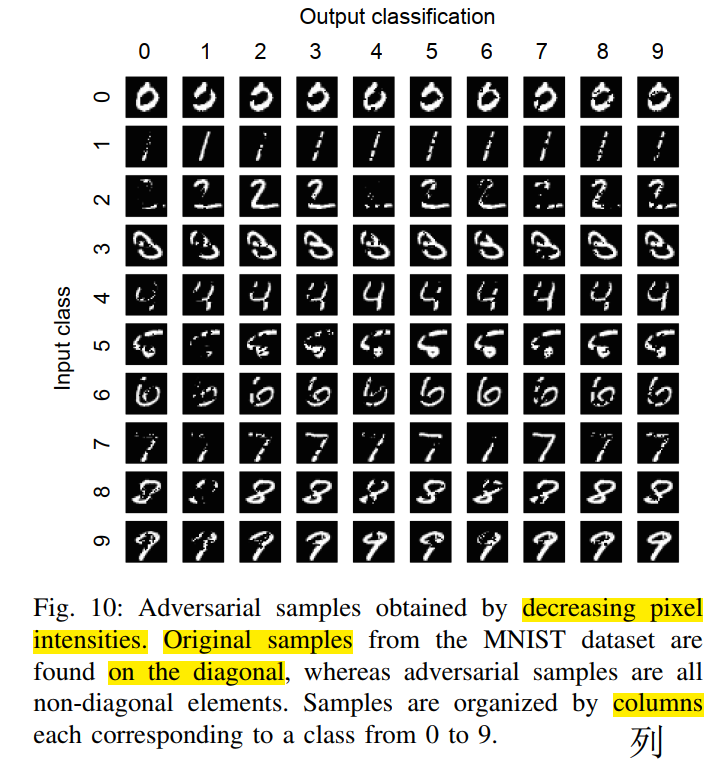 Output classification
0 1 2 3 4 5 6 7 8 9
Input class
0
1
2
3
4
5
6
7
8
9
Fig. 10: Adversarial samples obtained by decreasing pixel
intensities. Original samples from the MNIST dataset are
found on the diagonal, whereas adversarial samples are all
non-diagonal elements. Samples are organized by columns
each corresponding to a class from 0 to 9.
列